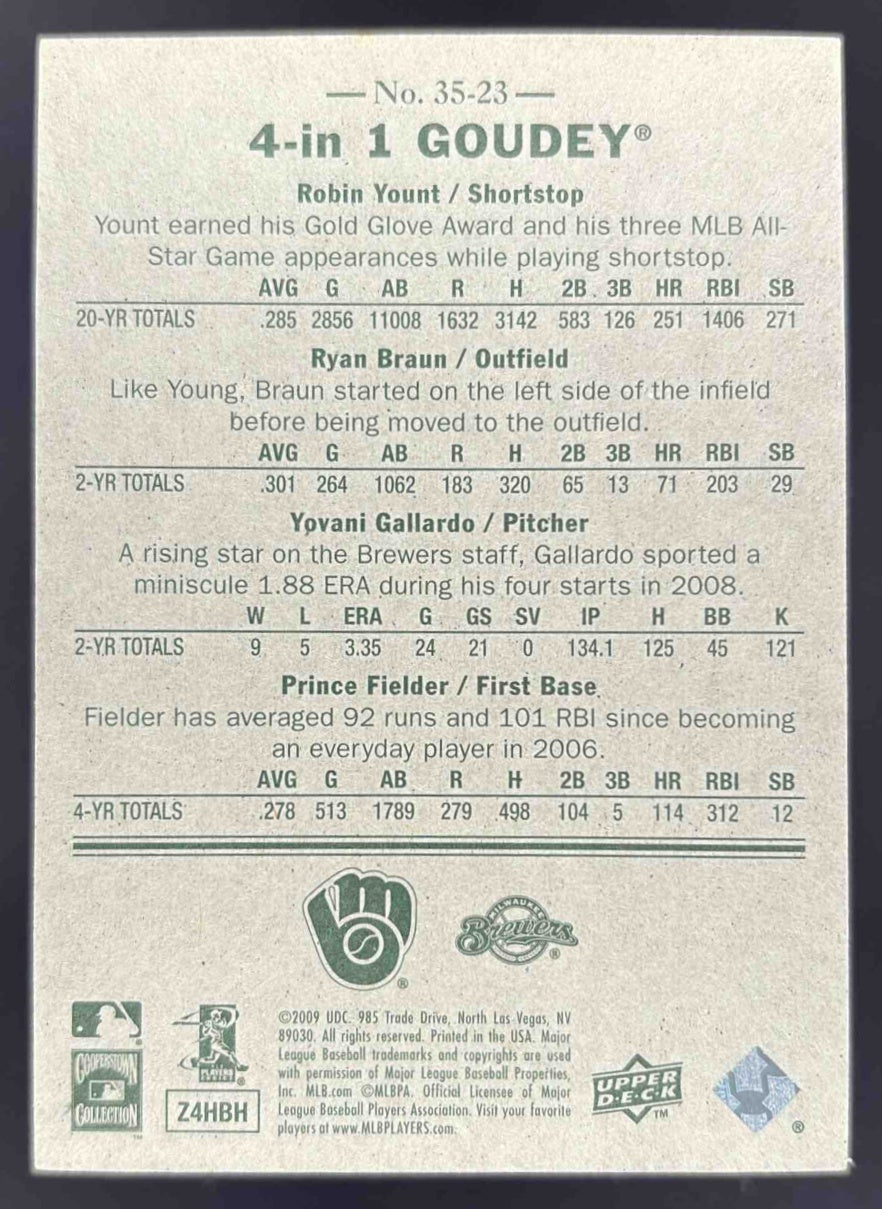 No. 35-23
4-in 1 GOUDEY®
Robin Yount / Shortstop
Yount earned his Gold Glove Award and his three MLB All-
Star Game appearances while playing shortstop.
AVG G AB R H 2B 3B HR RBI SB
20-YR TOTALS .285 2856 11008 1632 3142 583 126 251 1406 271
Ryan Braun / Outfield
Like Young, Braun started on the left side of the infield
before being moved to the outfield.
AVG G AB R H 2B 3B HR RBI SB
2-YR TOTALS .301 264 1062 183 320 65 13 71 203 29
Yovani Gallardo / Pitcher
A rising star on the Brewers staff, Gallardo sported a
miniscule 1.88 ERA during his four starts in 2008.
W L ERA G GS SV IP H BB K
2-YR TOTALS 9 5 3.35 24 21 0 134.1 125 45 121
Prince Fielder / First Base
Fielder has averaged 92 runs and 101 RBI since becoming
an everyday player in 2006.
AVG G AB R H 2B 3B HR RBI SB
4-YR TOTALS .278 513 1789 279 498 104 5 114 312 12
MILWAUKEE
Brewers ®
®
©2009 UDC. 985 Trade Drive, North Las Vegas, NV
89030. All rights reserved. Printed in the USA. Major
League Baseball trademarks and copyrights are used
with permission of Major League Baseball Properties,
Inc. MLB.com ©MLBPA. Official Licensee of Major
League Baseball Players Association. Visit your favorite
players at www.MLBPLAYERS.com.
COOPERSTOWN
COLLECTION
TM
PLAYERS
®
Z4HBH
UPPER
D·E·C·K
TM
®